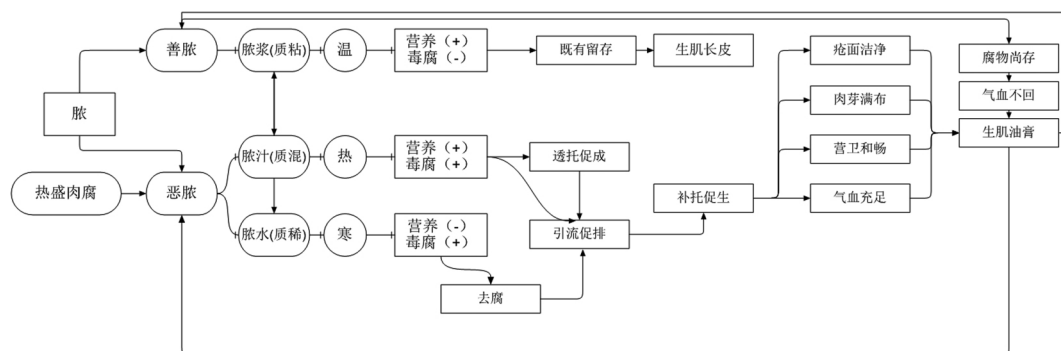 善脓
脓浆(质粘)
温
营养（+）
毒腐（-）
既有留存
生肌长皮
疮面洁净
腐物尚存
脓
肉芽满布
气血不回
脓汁(质混)
热
营养（+）
毒腐（+）
透托促成
营卫和畅
生肌油膏
热盛肉腐
恶脓
补托促生
气血充足
脓水(质稀)
寒
营养（-）
毒腐（+）
引流促排
去腐